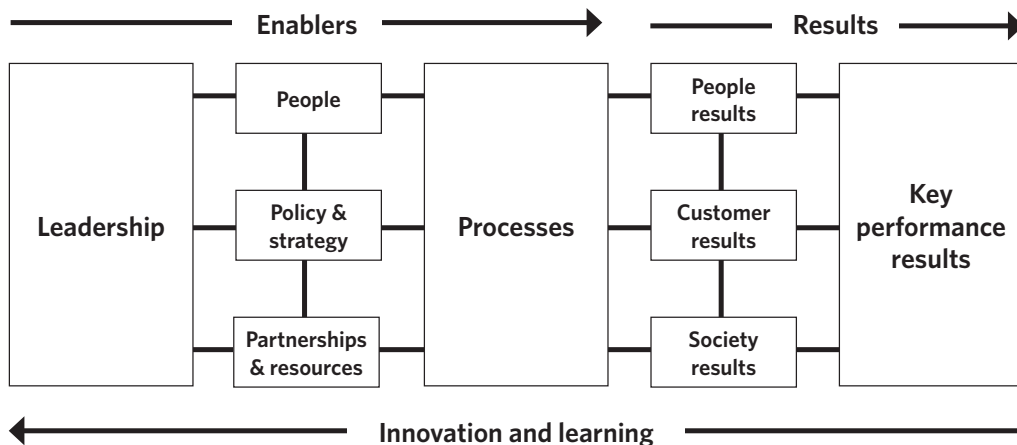 Enablers
Results
Leadership
People
Policy &
strategy
Partnerships
& resources
Processes
People
results
Customer
results
Society
results
Key
performance
results
Innovation and learning